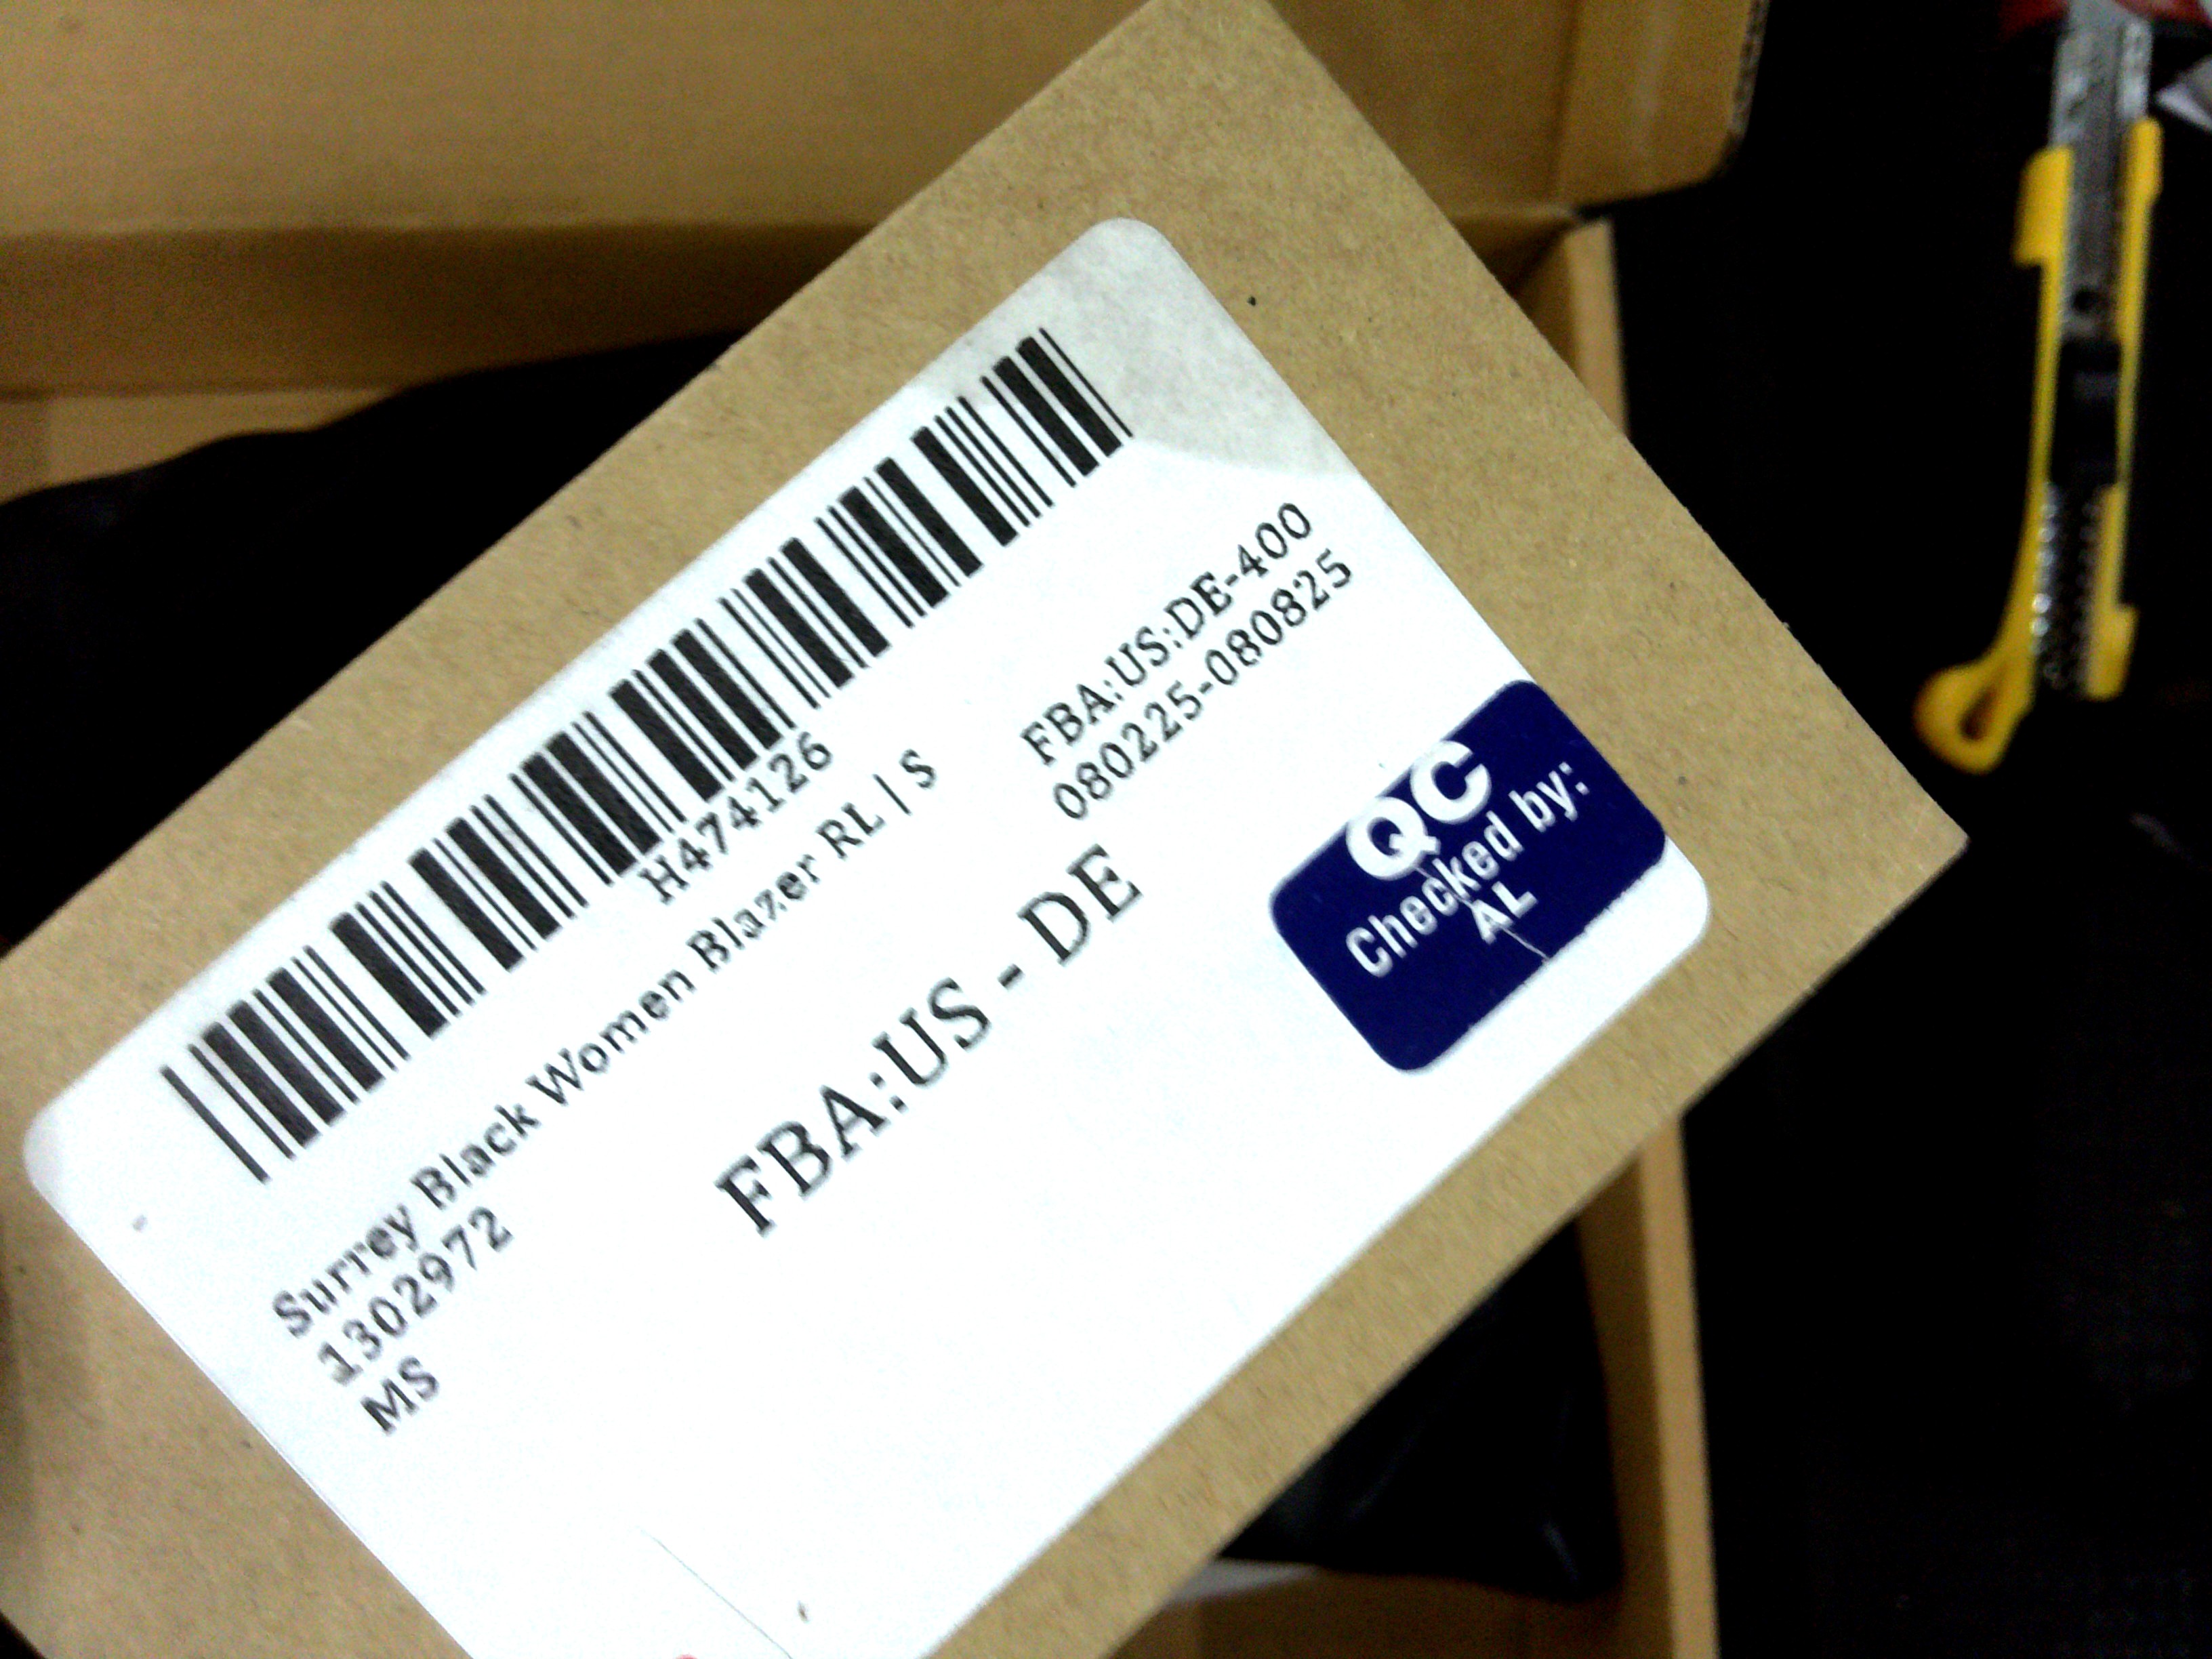 H474126
Surrey Black Women Blazer RL | S
1302972
MS
FBA:US:DE-400
080225-080825
FBA:US - DE
QC
Checked by:
AL